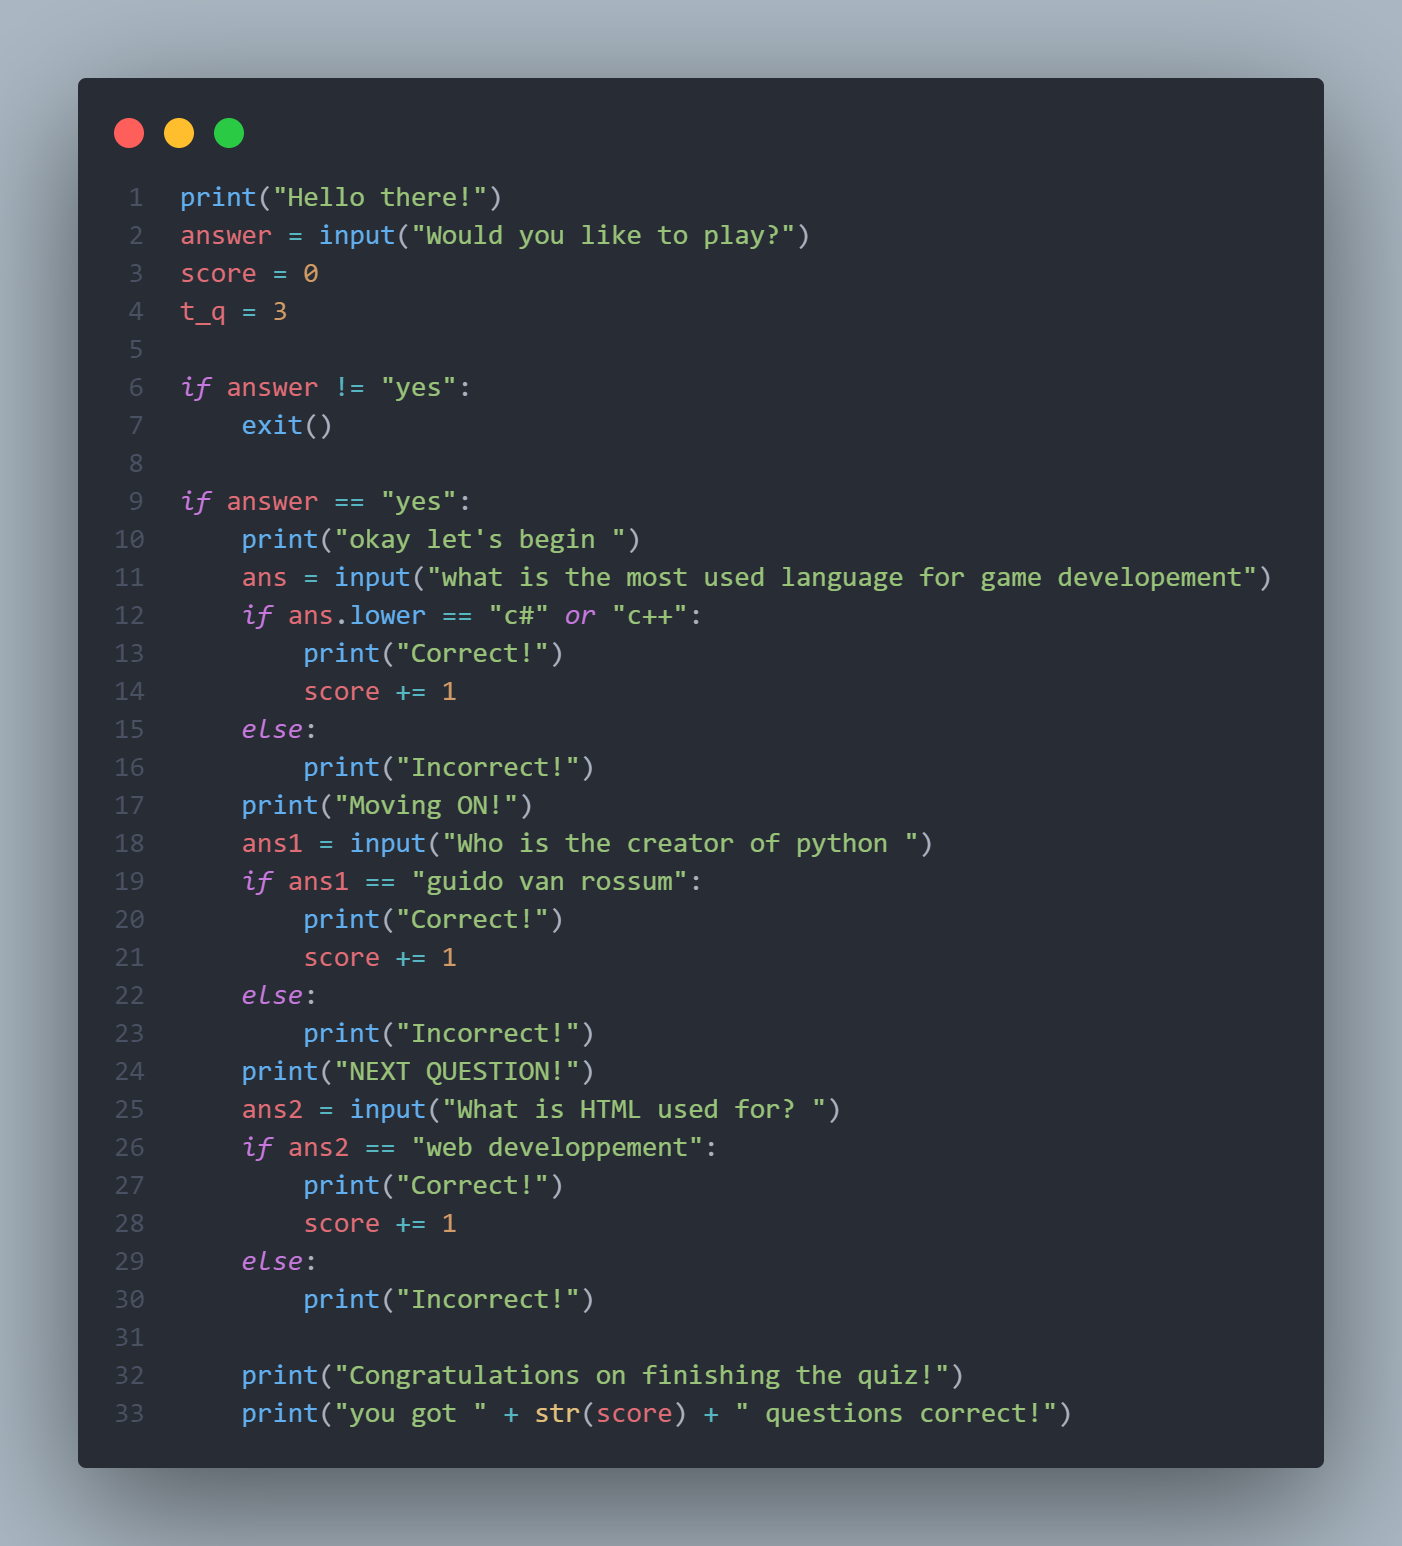 1 print("Hello there!")
2 answer = input("Would you like to play?")
3 score = 0
4 t_q = 3
5
6 if answer != "yes":
7     exit()
8
9 if answer == "yes":
10     print("okay let's begin ")
11     ans = input("what is the most used language for game developement")
12     if ans.lower == "c#" or "c++":
13         print("Correct!")
14         score += 1
15     else:
16         print("Incorrect!")
17     print("Moving ON!")
18     ans1 = input("Who is the creator of python ")
19     if ans1 == "guido van rossum":
20         print("Correct!")
21         score += 1
22     else:
23         print("Incorrect!")
24     print("NEXT QUESTION!")
25     ans2 = input("What is HTML used for? ")
26     if ans2 == "web developpement":
27         print("Correct!")
28         score += 1
29     else:
30         print("Incorrect!")
31
32     print("Congratulations on finishing the quiz!")
33     print("you got " + str(score) + " questions correct!")